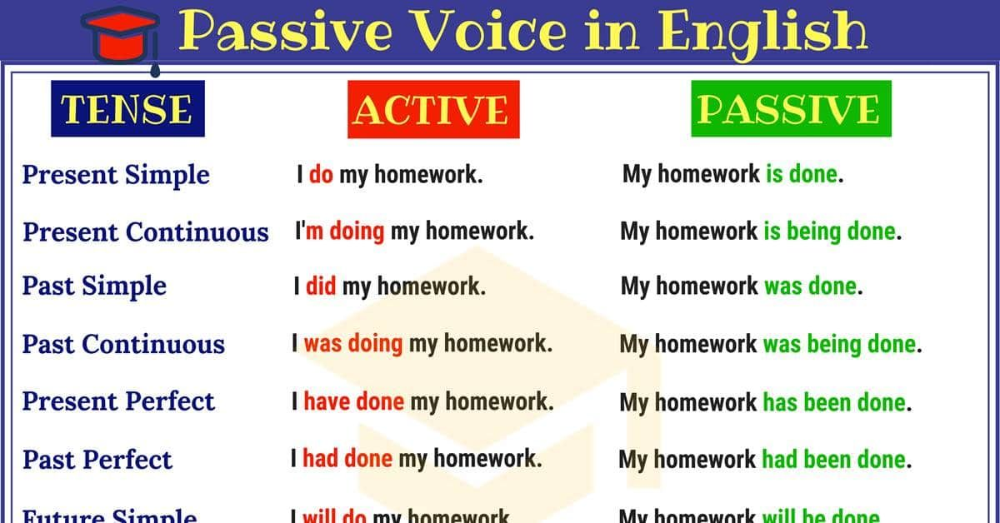 Passive Voice in English
TENSE ACTIVE PASSIVE
Present Simple I do my homework. My homework is done.
Present Continuous I'm doing my homework. My homework is being done.
Past Simple I did my homework. My homework was done.
Past Continuous I was doing my homework. My homework was being done.
Present Perfect I have done my homework. My homework has been done.
Past Perfect I had done my homework. My homework had been done.
Future Simple I will do my homework My homework will be done